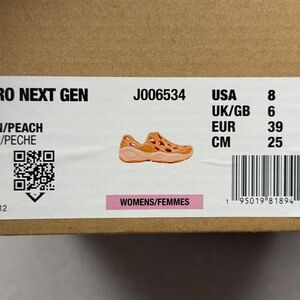 RO NEXT GEN
J006534
USA 8
UK/GB 6
EUR 39
CM 25
/PEACH
/PECHE
12
WOMENS/FEMMES
1 95019 81894